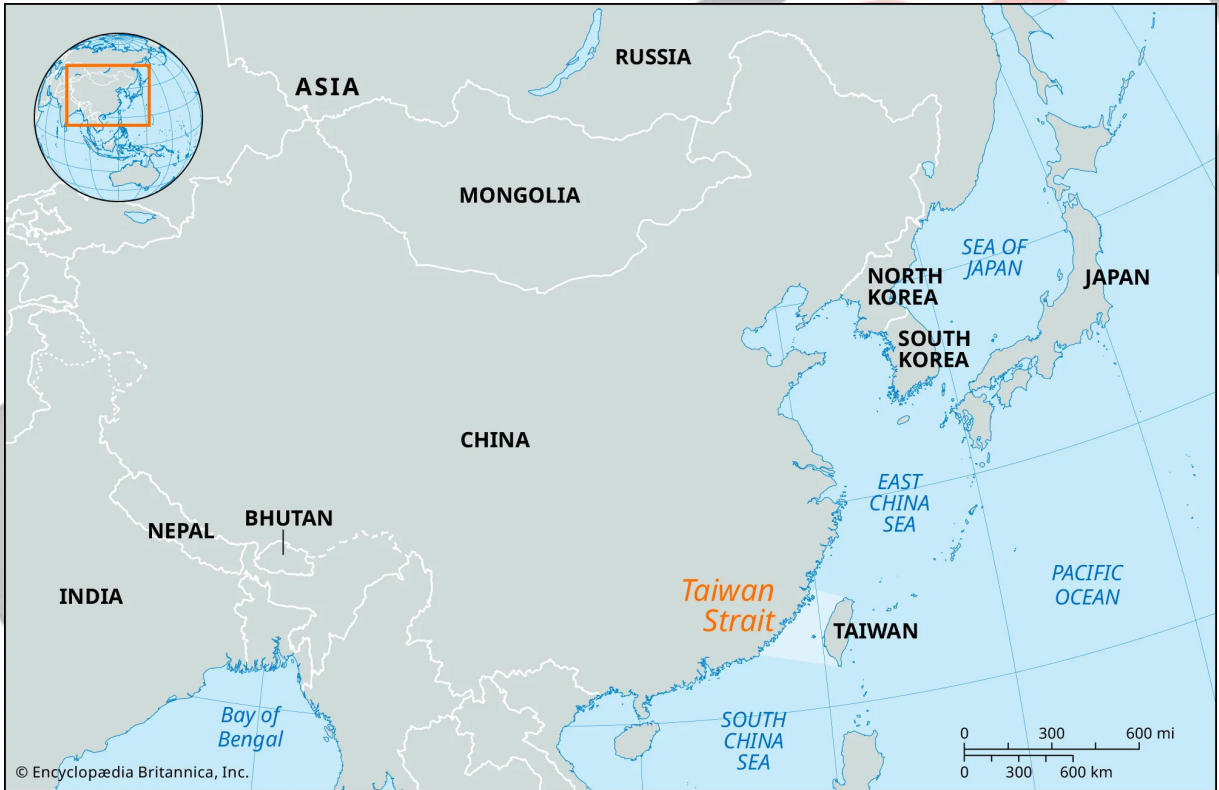 RUSSIA
ASIA
MONGOLIA
SEA OF
JAPAN
JAPAN
NORTH
KOREA
SOUTH
KOREA
CHINA
EAST
CHINA
SEA
BHUTAN
NEPAL
INDIA
PACIFIC
OCEAN
Taiwan
Strait
TAIWAN
Bay of
Bengal
SOUTH
CHINA
SEA
0 300 600 mi
0 300 600 km
© Encyclopædia Britannica, Inc.